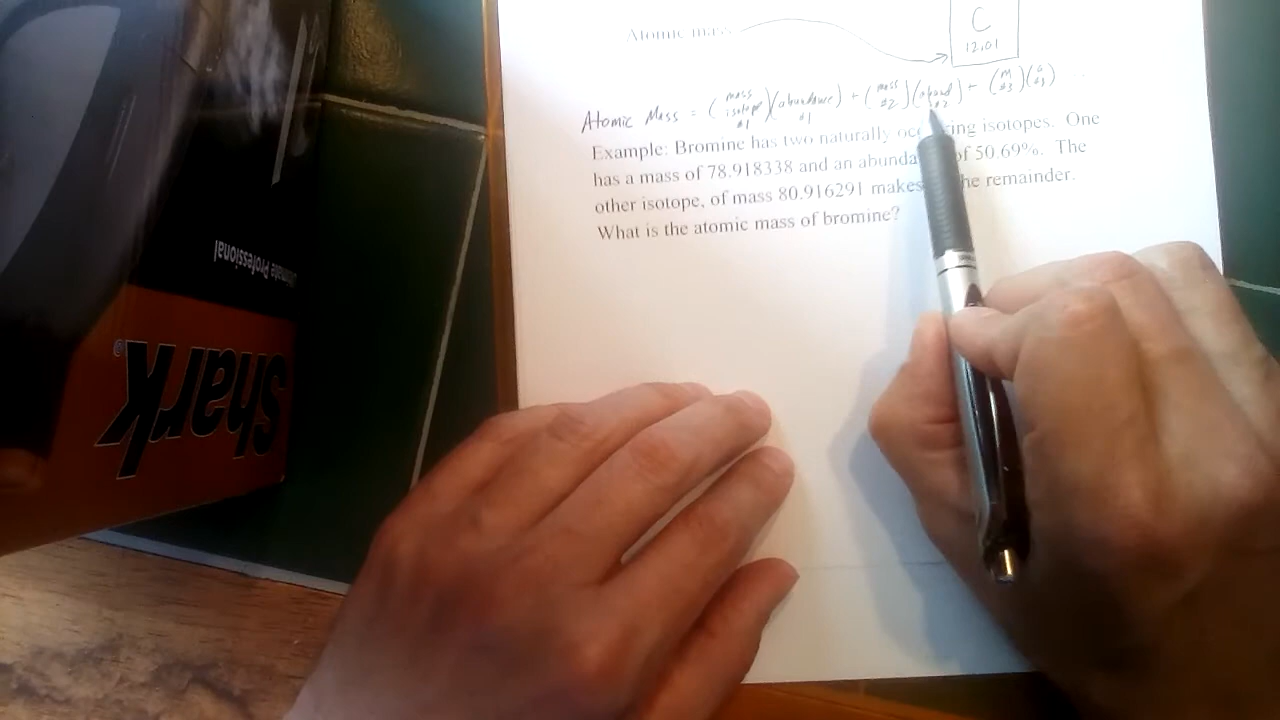 Atomic mass
C
12.01
Atomic Mass = (mass isotope #1)(abundance #1) + (mass #2)(abund #2) + (M #3)(a #3)
Example: Bromine has two naturally occurring isotopes. One
has a mass of 78.918338 and an abunda of 50.69%. The
other isotope, of mass 80.916291 makes he remainder.
What is the atomic mass of bromine?
Professional
Shark